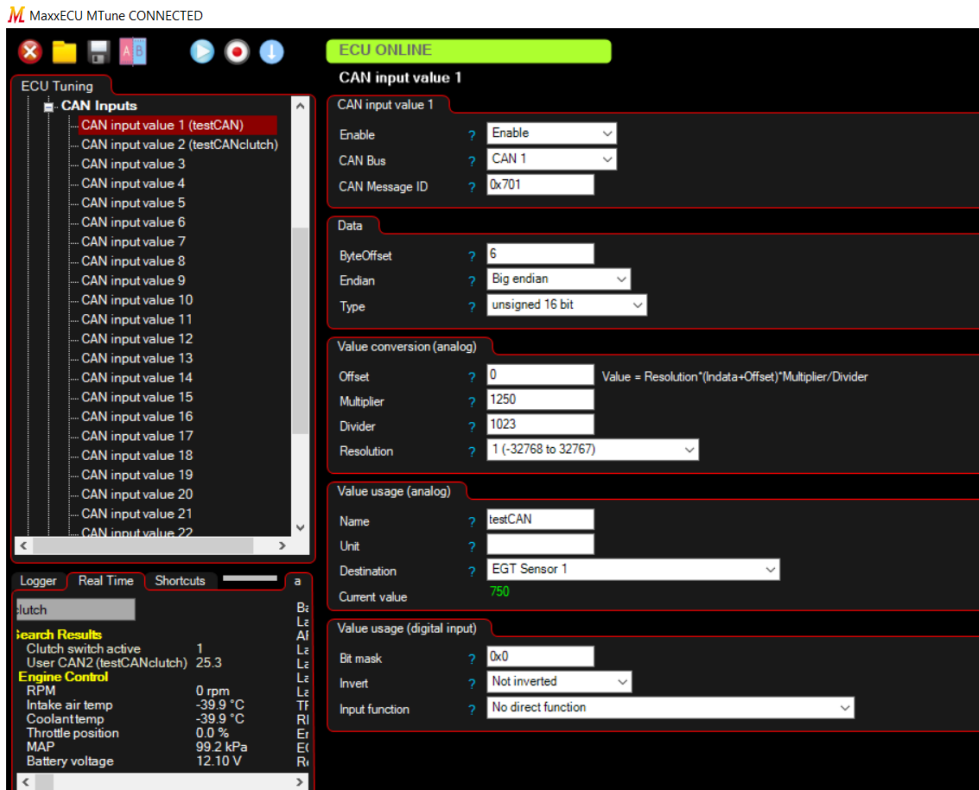 MaxxECU MTune CONNECTED
A B
ECU ONLINE
CAN input value 1
ECU Tuning
CAN Inputs
CAN input value 1 (testCAN)
CAN input value 2 (testCANclutch)
CAN input value 3
CAN input value 4
CAN input value 5
CAN input value 6
CAN input value 7
CAN input value 8
CAN input value 9
CAN input value 10
CAN input value 11
CAN input value 12
CAN input value 13
CAN input value 14
CAN input value 15
CAN input value 16
CAN input value 17
CAN input value 18
CAN input value 19
CAN input value 20
CAN input value 21
CAN input value 22
CAN input value 1
Enable ? Enable
CAN Bus ? CAN 1
CAN Message ID ? 0x701
Data
ByteOffset ? 6
Endian ? Big endian
Type ? unsigned 16 bit
Value conversion (analog)
Offset ? 0 Value = Resolution*(Indata+Offset)*Multiplier/Divider
Multiplier ? 1250
Divider ? 1023
Resolution ? 1 (-32768 to 32767)
Value usage (analog)
Name ? testCAN
Unit ?
Destination ? EGT Sensor 1
Current value 750
Value usage (digital input)
Bit mask ? 0x0
Invert ? Not inverted
Input function ? No direct function
Logger Real Time Shortcuts a
clutch
Search Results
Clutch switch active 1
User CAN2 (testCANclutch) 25.3
Engine Control
RPM 0 rpm
Intake air temp -39.9 °C
Coolant temp -39.9 °C
Throttle position 0.0 %
MAP 99.2 kPa
Battery voltage 12.10 V